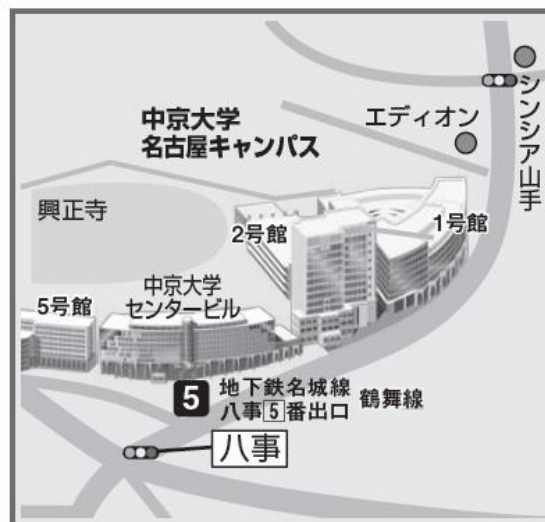 シンシア山手
エディオン
中京大学
名古屋キャンパス
興正寺
2号館
1号館
中京大学
センタービル
5号館
5
地下鉄名城線
八事5番出口
鶴舞線
八事